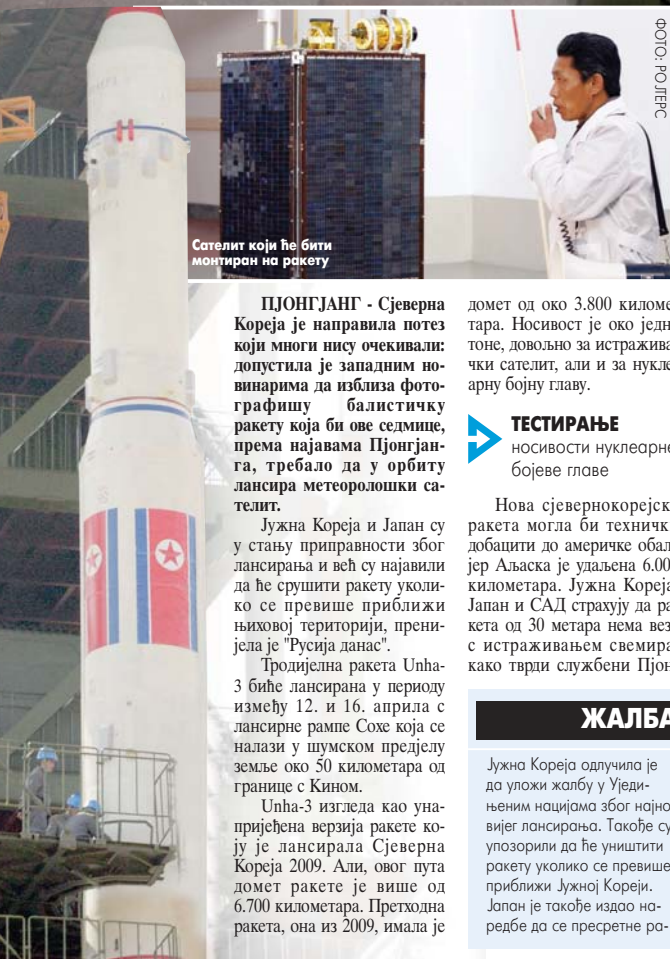 ФОТО: РОЈТЕРС
Сателит који ће бити
монтиран на ракету
ПЈОНГЈАНГ - Сјеверна
Кореја је направила потез
који многи нису очекивали:
допустила је западним но-
винарима да изблиза фото-
графишу балистичку
ракету која би ове седмице,
према најавама Пјонгјан-
га, требало да у орбиту
лансира метеоролошки са-
телит.
Јужна Кореја и Јапан су
у стању приправности због
лансирања и већ су најавили
да ће срушити ракету уколи-
ко се превише приближи
њиховој територији, прени-
јела је "Русија данас".
Тродијелна ракета Unha-
3 биће лансирана у периоду
између 12. и 16. априла с
лансирне рампе Сохе која се
налази у шумском предјелу
земље око 50 километара од
границе с Кином.
Unha-3 изгледа као уна-
пријеђена верзија ракете ко-
ју је лансирала Сјеверна
Кореја 2009. Али, овог пута
домет ракете је више од
6.700 километара. Претходна
ракета, она из 2009, имала је
домет од око 3.800 киломе-
тара. Носивост је око једн
тоне, довољно за истражива
чки сателит, али и за нукле
арну бојну главу.
ТЕСТИРАЊЕ
носивости нуклеарне
бојеве главе
Нова сјевернокорејск
ракета могла би техничк
добацити до америчке обал
јер Аљаска је удаљена 6.00
километара. Јужна Кореја
Јапан и САД страхују да ра
кета од 30 метара нема вез
с истраживањем свемира
како тврди службени Пјон
ЖАЛБА
Јужна Кореја одлучила је
да уложи жалбу у Уједи-
њеним нацијама због најно
вијег лансирања. Такође су
упозорили да ће уништити
ракету уколико се превише
приближи Јужној Кореји.
Јапан је такође издао на-
редбе да се пресретне ра-